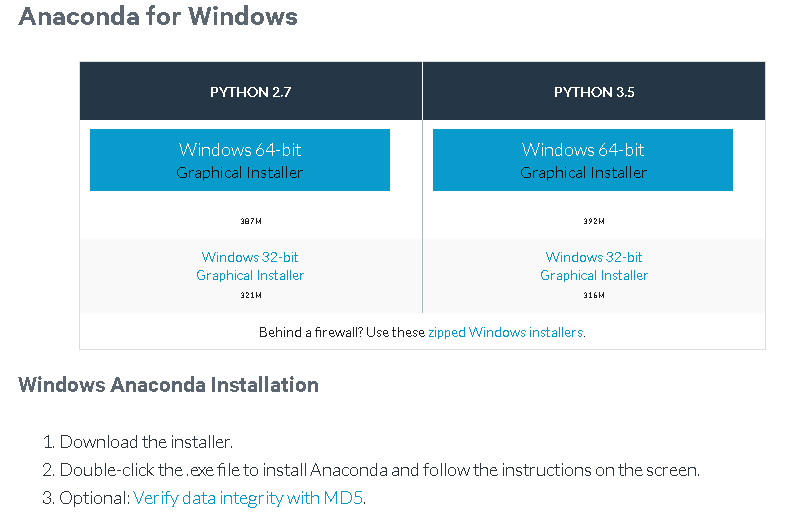 Anaconda for Windows
PYTHON 2.7
PYTHON 3.5
Windows 64-bit
Graphical Installer
387M
Windows 64-bit
Graphical Installer
392M
Windows 32-bit
Graphical Installer
321M
Windows 32-bit
Graphical Installer
316M
Behind a firewall? Use these zipped Windows installers.
Windows Anaconda Installation
1. Download the installer.
2. Double-click the .exe file to install Anaconda and follow the instructions on the screen.
3. Optional: Verify data integrity with MD5.